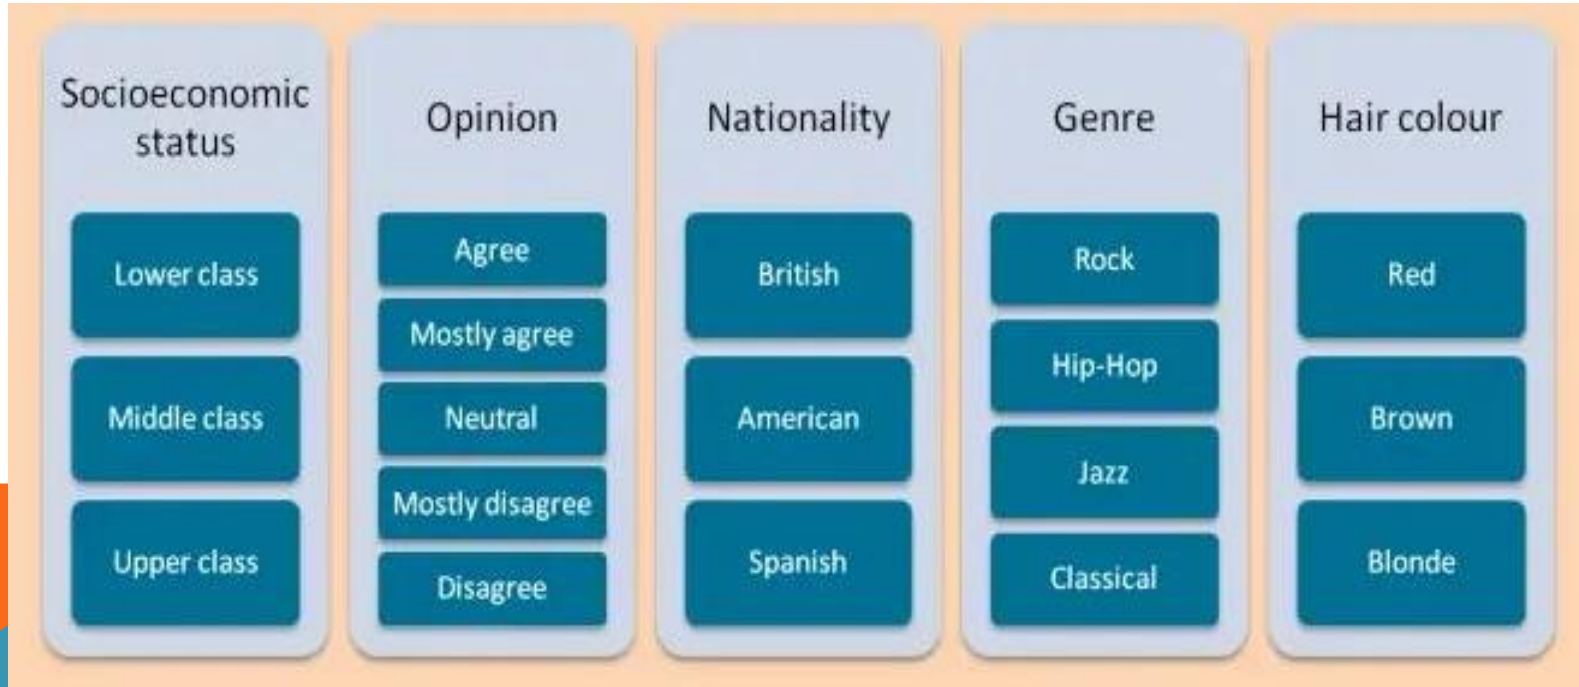 Socioeconomic
status
Lower class
Middle class
Upper class
Opinion
Agree
Mostly agree
Neutral
Mostly disagree
Disagree
Nationality
British
American
Spanish
Genre
Rock
Hip-Hop
Jazz
Classical
Hair colour
Red
Brown
Blonde